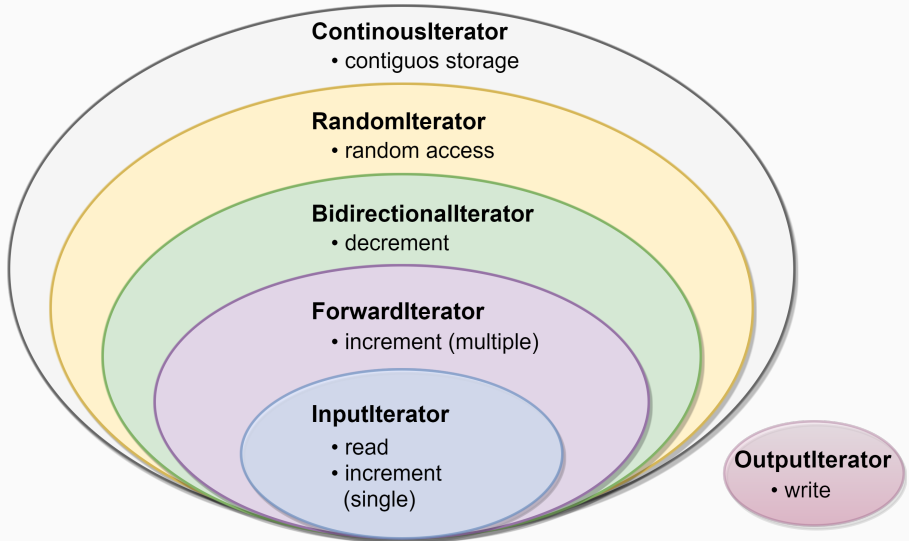 ContinousIterator
• contiguos storage
RandomIterator
• random access
BidirectionalIterator
• decrement
ForwardIterator
• increment (multiple)
InputIterator
• read
• increment
(single)
OutputIterator
• write